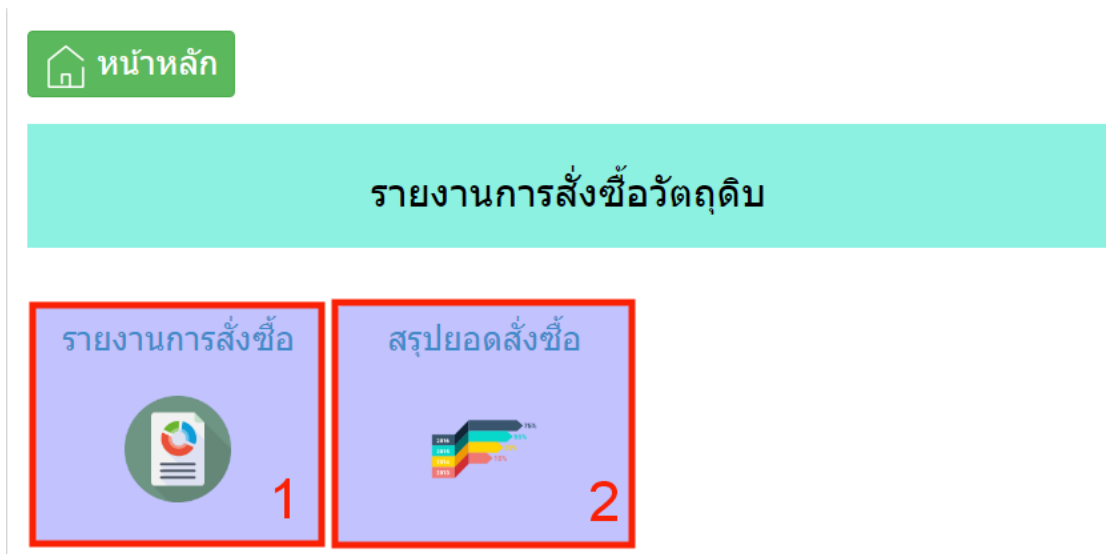 หน้าหลัก
รายงานการสั่งซื้อวัตถุดิบ
รายงานการสั่งซื้อ
สรุปยอดสั่งซื้อ
1
2